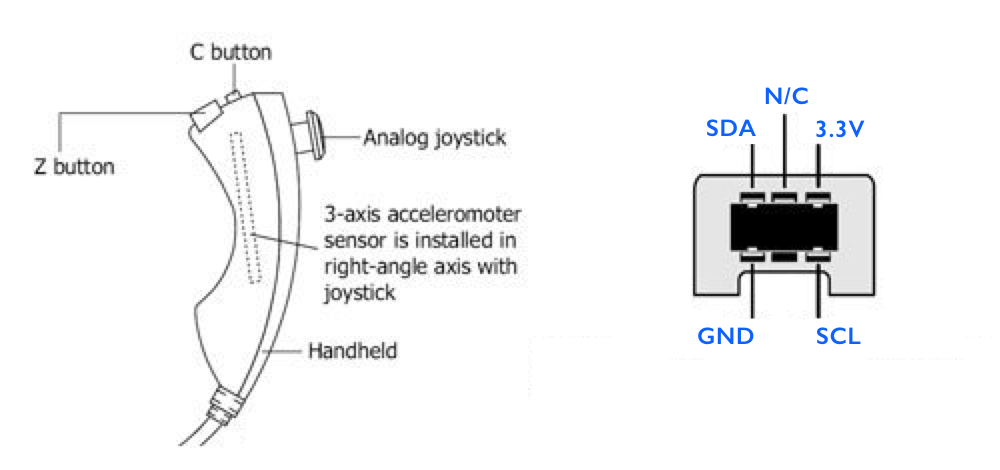 C button
Z button
Analog joystick
3-axis acceleromoter
sensor is installed in
right-angle axis with
joystick
Handheld
N/C
SDA
3.3V
GND
SCL